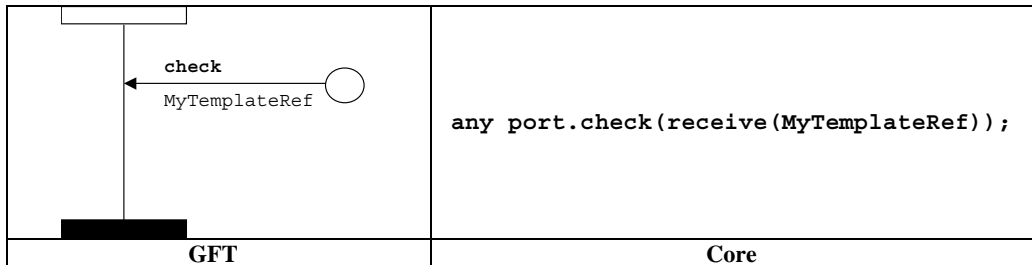 check
MyTemplateRef
any port.check(receive(MyTemplateRef));
GFT
Core